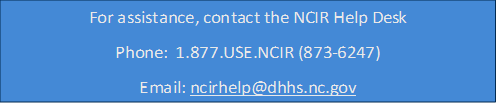 For assistance, contact the NCIR Help Desk
Phone:  1.877.USE.NCIR (873-6247)
Email: ncirhelp@dhhs.nc.gov